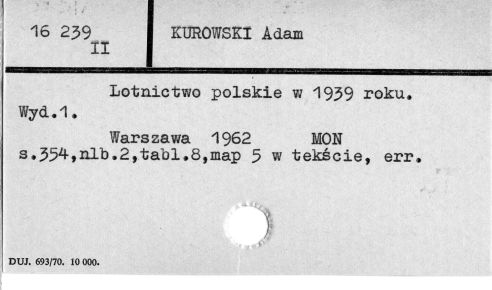 16 239
II
KUROWSKI Adam
Lotnictwo polskie w 1939 roku.
Wyd.1.
Warszawa 1962 MON
s.354,nlb.2,tabl.8,map 5 w tekście, err.
DUJ. 693/70. 10 000.